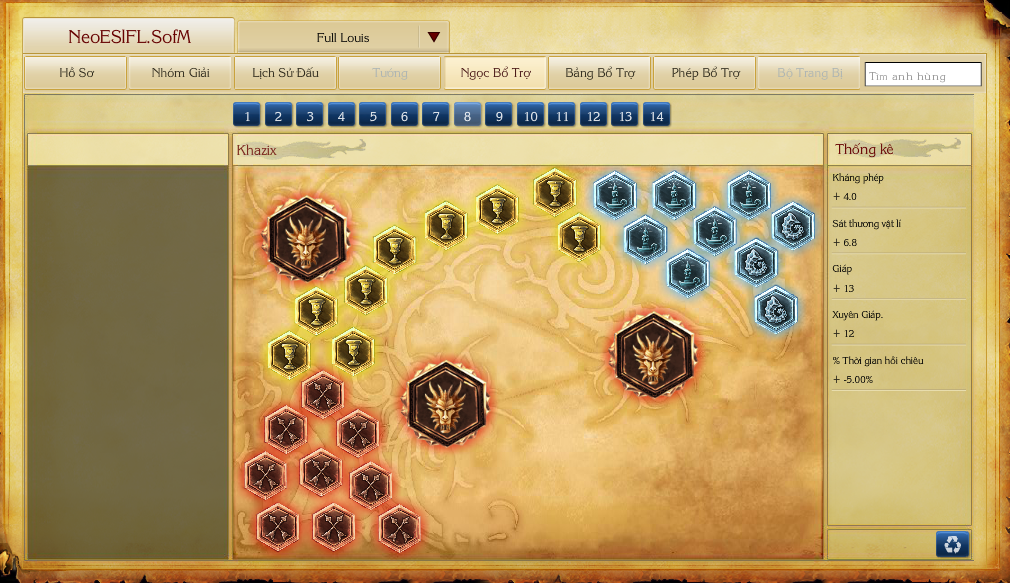 NeoESIFL.SofM
Full Louis
Hồ Sơ
Nhóm Giải
Lịch Sử Đấu
Tướng
Ngọc Bổ Trợ
Bảng Bổ Trợ
Phép Bổ Trợ
Bộ Trang Bị
Tìm anh hùng
1 2 3 4 5 6 7 8 9 10 11 12 13 14
Khazix
Thống kê
Kháng phép
+ 4.0
Sát thương vật lí
+ 6.8
Giáp
+ 13
Xuyên Giáp.
+ 12
% Thời gian hồi chiêu
+ -5.00%